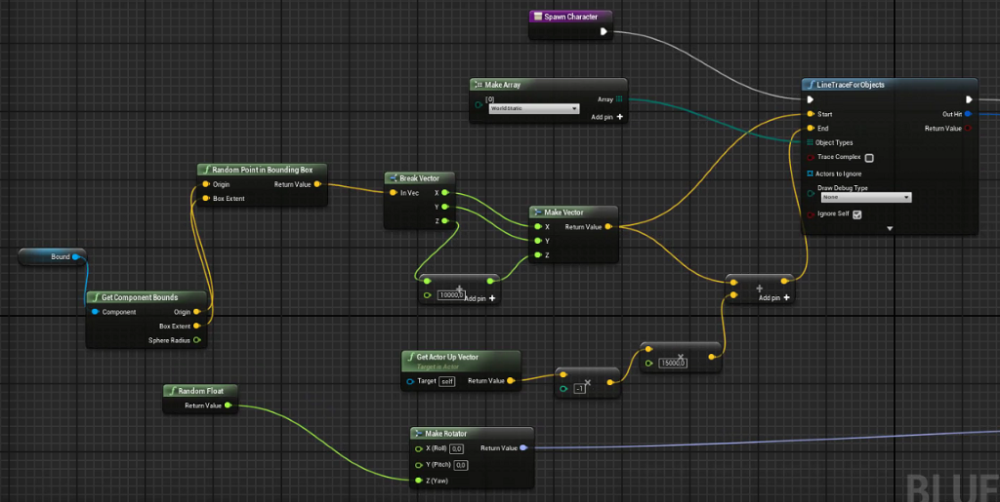 Spawn Character
Make Array
[0]
WorldStatic
Array
Add pin
LineTraceForObjects
Start
Out Hit
End
Return Value
Object Types
Trace Complex
Actors to Ignore
Draw Debug Type
None
Ignore Self
Random Point in Bounding Box
Origin
Return Value
Box Extent
Break Vector
In Vec
X
Y
Z
Make Vector
X
Return Value
Y
Z
10000,0
Add pin
+
Add pin
Bound
Get Component Bounds
Component
Origin
Box Extent
Sphere Radius
Get Actor Up Vector
Target is Actor
Target
self
Return Value
-1
15000,0
Random Float
Return Value
Make Rotator
X (Roll)
0,0
Return Value
Y (Pitch)
0,0
Z (Yaw)
BLUE